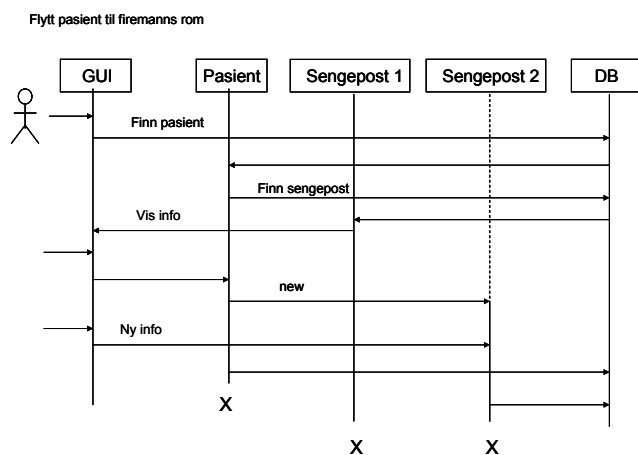 Flytt pasient til firemanns rom
GUI
Pasient
Sengepost 1
Sengepost 2
DB
Finn pasient
Finn sengepost
Vis info
new
Ny info
X
X
X